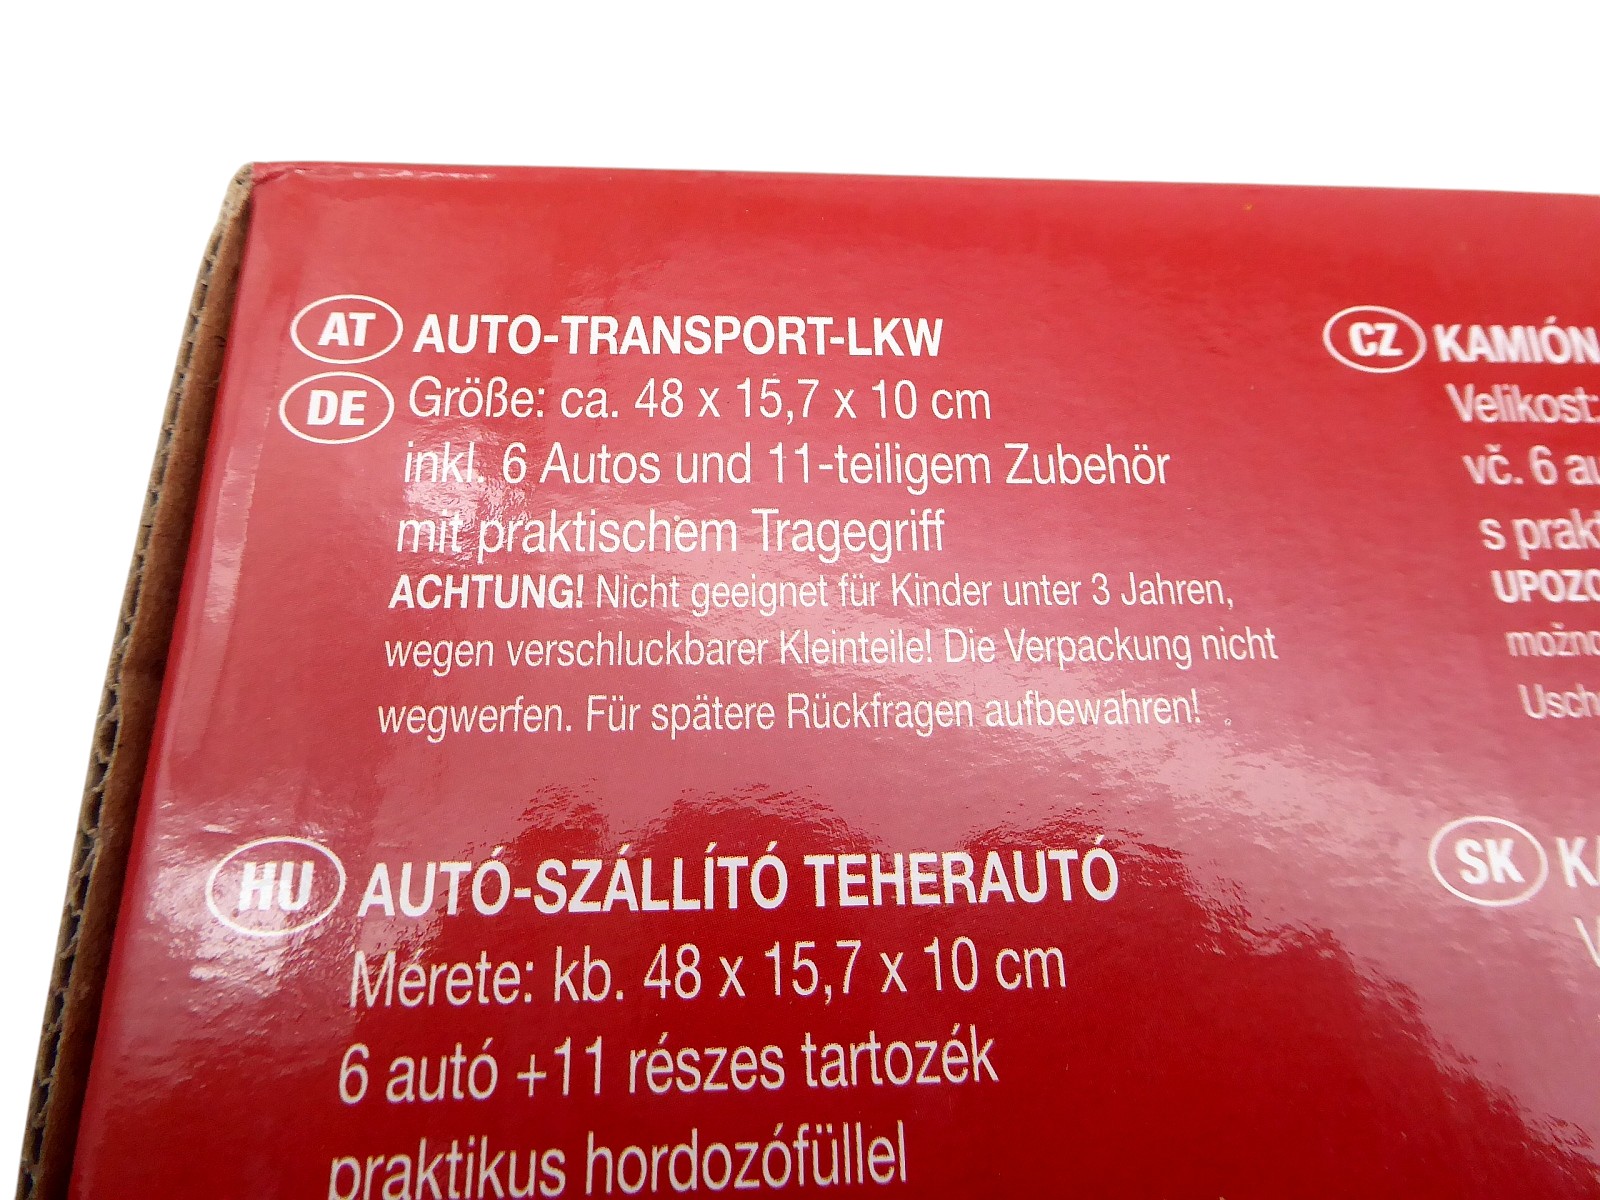 AT AUTO-TRANSPORT-LKW
DE Größe: ca. 48 x 15,7 x 10 cm
inkl. 6 Autos und 11-teiligem Zubehör
mit praktischem Tragegriff
ACHTUNG! Nicht geeignet für Kinder unter 3 Jahren,
wegen verschluckbarer Kleinteile! Die Verpackung nicht
wegwerfen. Für spätere Rückfragen aufbewahren!
CZ KAMIÓN
Velikost:
vč. 6
s
HU AUTÓ-SZÁLLÍTÓ TEHERAUTÓ
Mérete: kb. 48 x 15,7 x 10 cm
6 autó +11 részes tartozék
praktikus hordozófüllel
SK